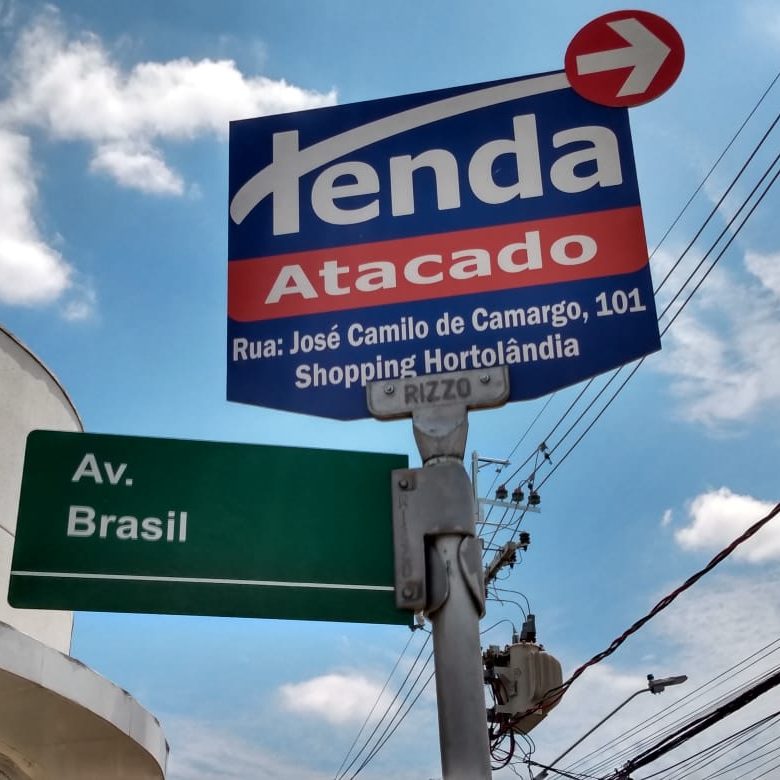 Tenda
Atacado
Rua: José Camilo de Camargo, 101
Shopping Hortolândia
RIZZO
Av.
Brasil